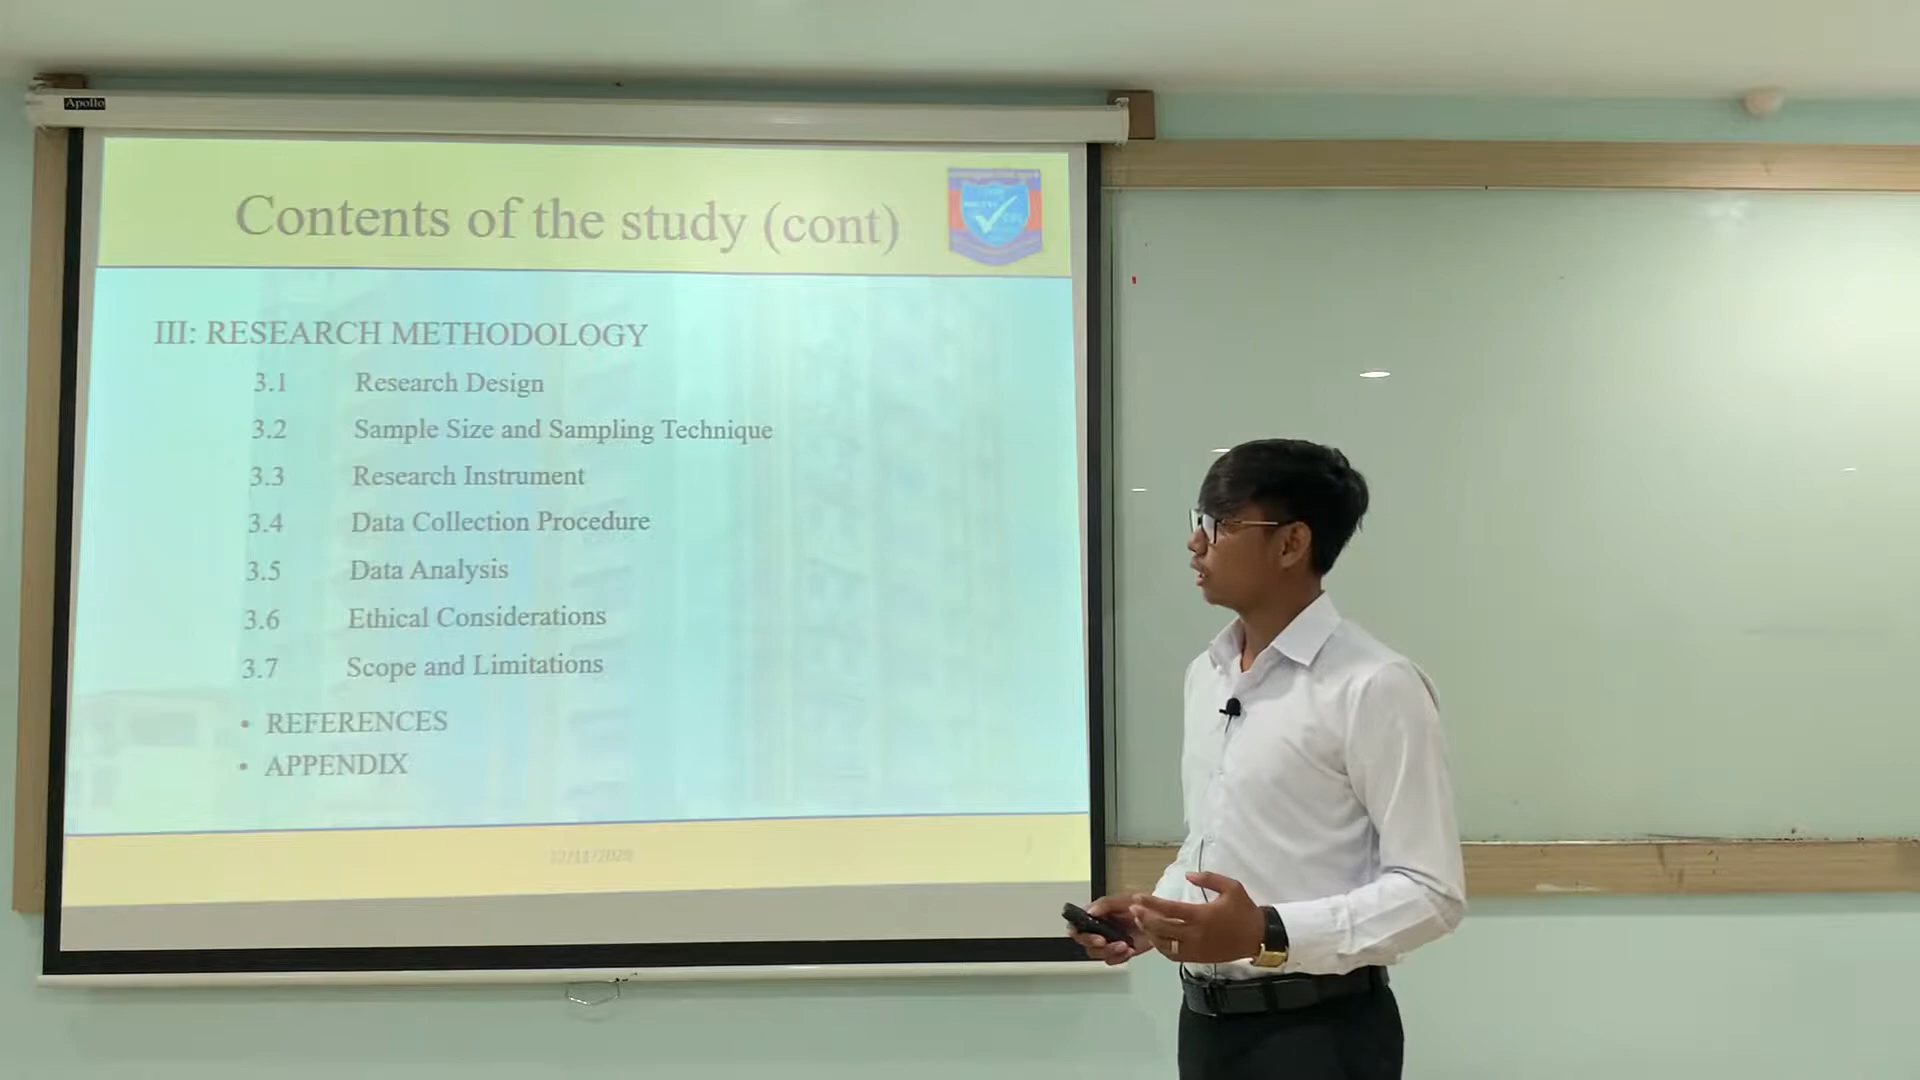 Apollo
Contents of the study (cont)
III: RESEARCH METHODOLOGY
3.1 Research Design
3.2 Sample Size and Sampling Technique
3.3 Research Instrument
3.4 Data Collection Procedure
3.5 Data Analysis
3.6 Ethical Considerations
3.7 Scope and Limitations
• REFERENCES
• APPENDIX